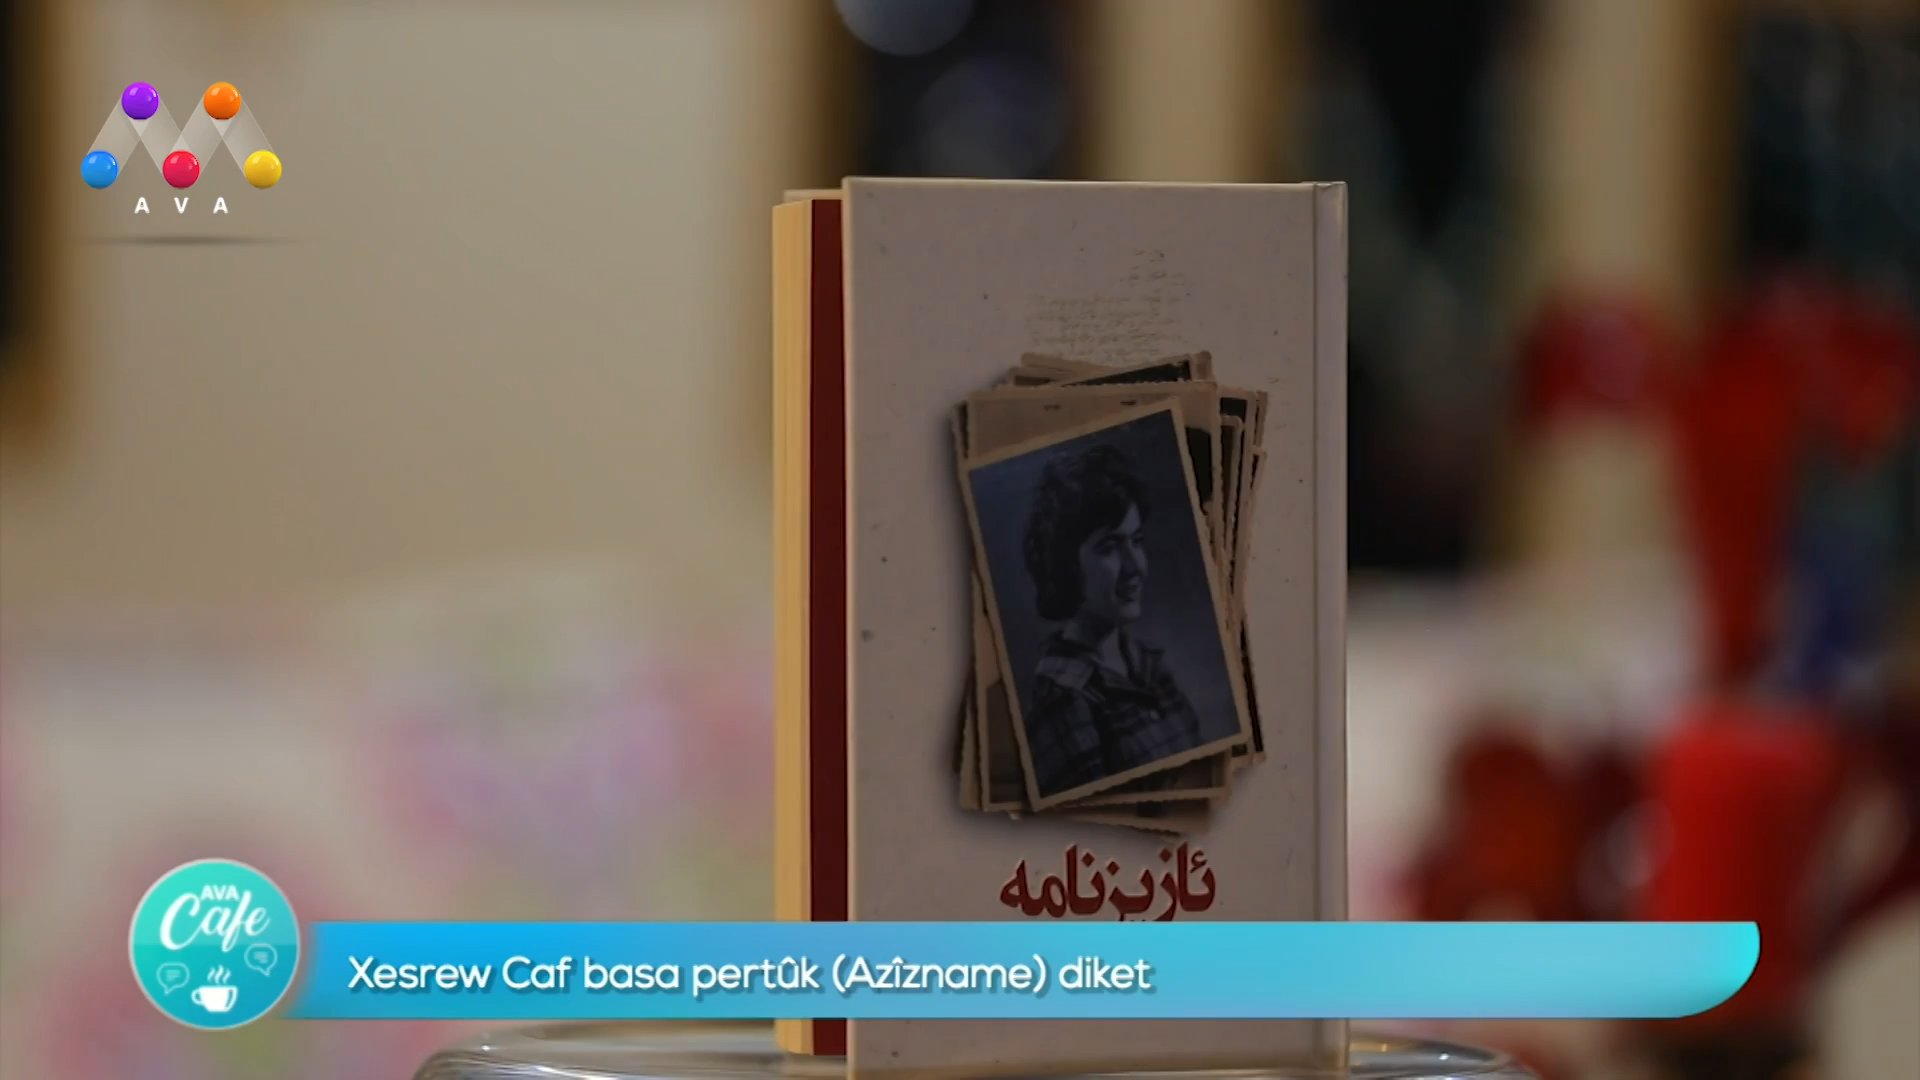 AVA
ئازیزنامە
AVA
Cafe
Xesrew Caf basa pertûk (Azîzname) diket